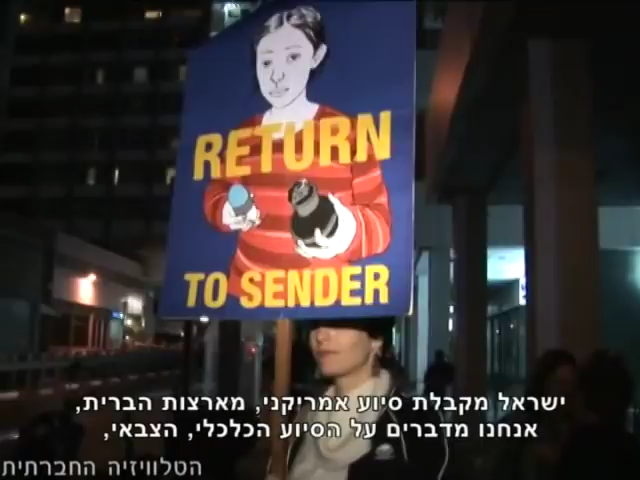 RETURN
TO SENDER
ישראל מקבלת סיוע אמריקני, מארצות הברית,
אנחנו מדברים על הסיוע הכלכלי, הצבאי,
הטלוויזיה החברתית